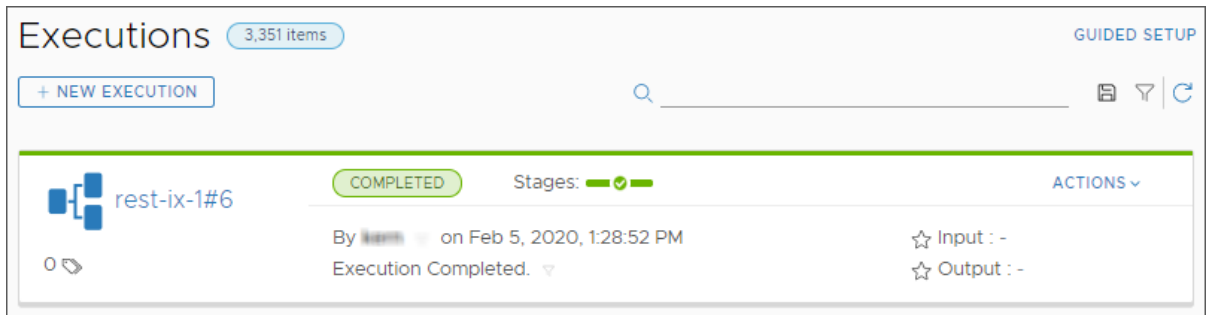 Executions 3,351 items GUIDED SETUP
+ NEW EXECUTION
rest-ix-1#6 COMPLETED Stages: ACTIONS
By on Feb 5, 2020, 1:28:52 PM Input : -
0 Execution Completed. Output : -